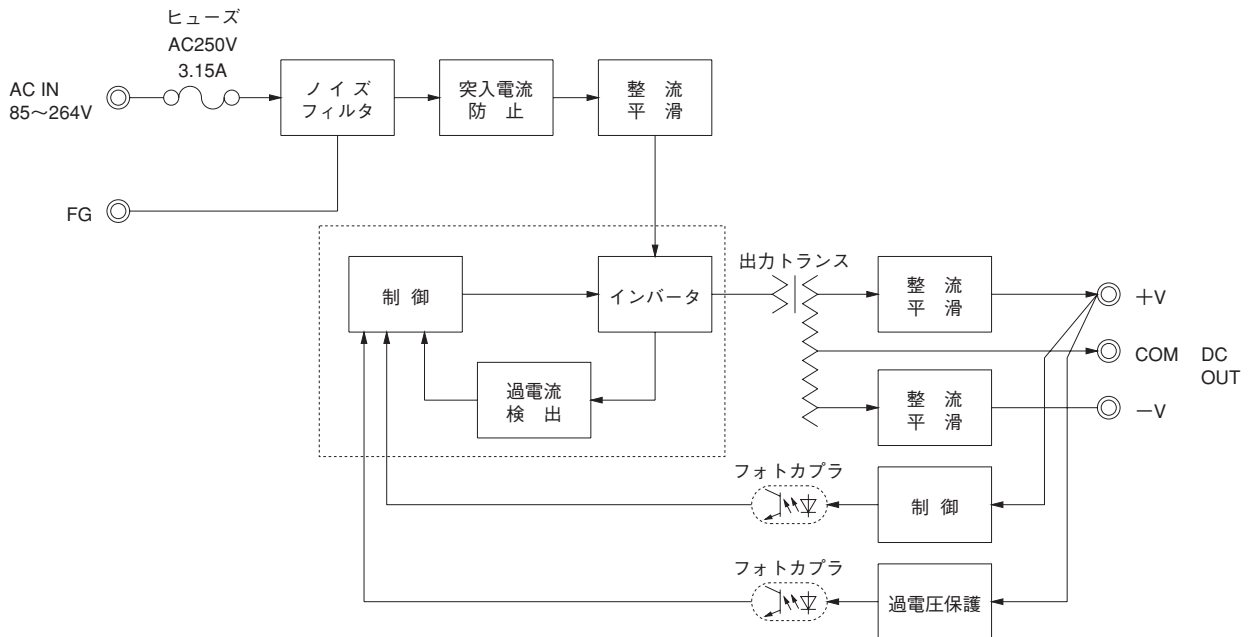 ヒューズ
AC250V
3.15A
AC IN
85〜264V
ノイズ
フィルタ
突入電流
防 止
整 流
平 滑
FG
制 御
インバータ
過電流
検 出
出力トランス
整 流
平 滑
＋V
COM
DC
OUT
整 流
平 滑
－V
フォトカプラ
制 御
フォトカプラ
過電圧保護